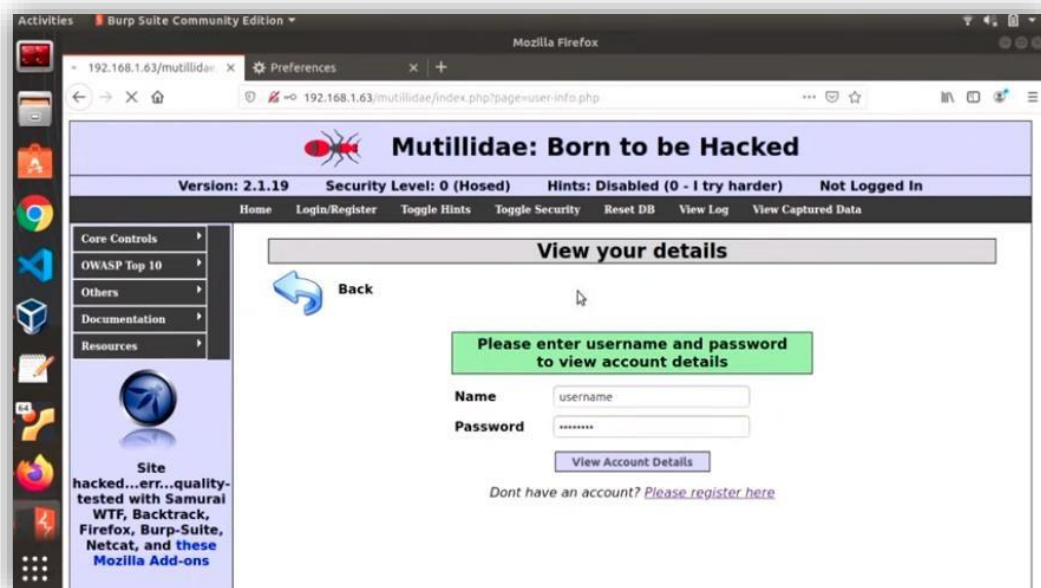 Activities Burp Suite Community Edition
Mozilla Firefox
192.168.1.63/mutillidae Preferences
192.168.1.63/mutillidae/index.php?page=user-info.php
Mutillidae: Born to be Hacked
Version: 2.1.19 Security Level: 0 (Hosed) Hints: Disabled (0 - I try harder) Not Logged In
Home Login/Register Toggle Hints Toggle Security Reset DB View Log View Captured Data
Core Controls
OWASP Top 10
Others
Documentation
Resources
Site
hacked...err...quality-
tested with Samurai
WTF, Backtrack,
Firefox, Burp-Suite,
Netcat, and these
Mozilla Add-ons
View your details
Back
Please enter username and password
to view account details
Name username
Password ••••••••
View Account Details
Dont have an account? Please register here
64